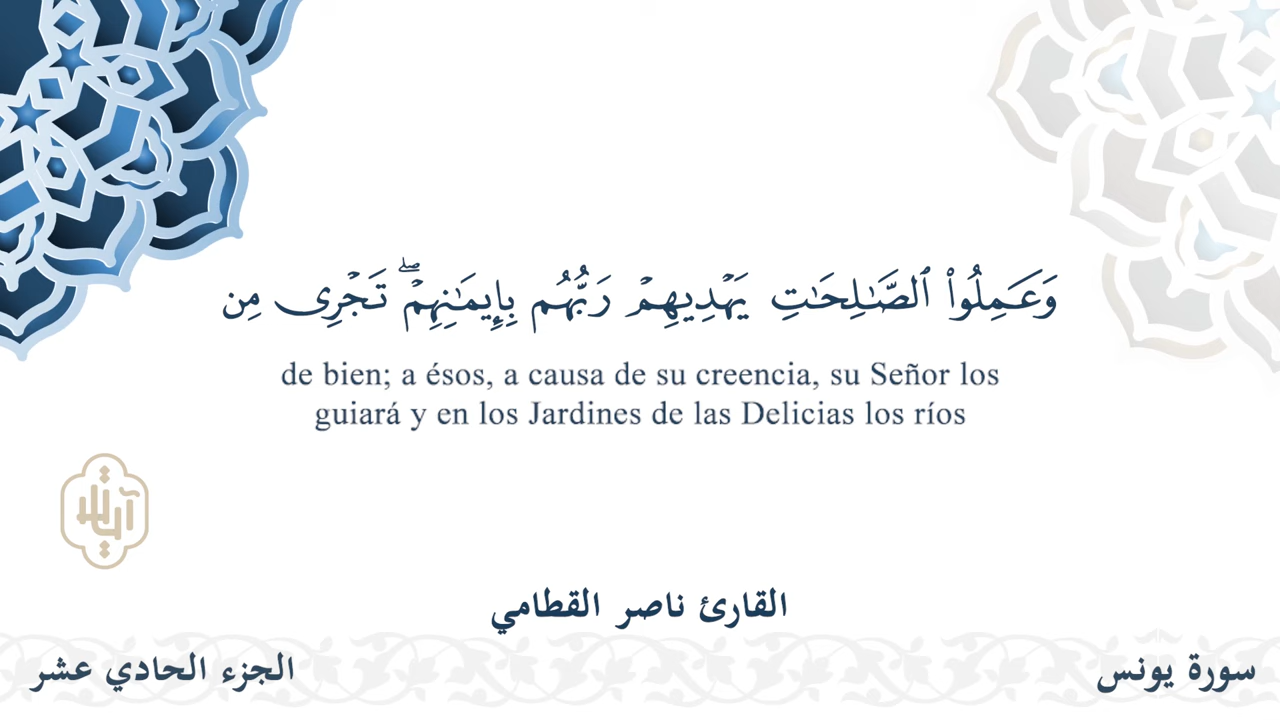 وَعَمِلُوا۟ ٱلصَّـٰلِحَـٰتِ يَهْدِيهِمْ رَبُّهُم بِإِيمَـٰنِهِمْ ۖ تَجْرِى مِن
de bien; a ésos, a causa de su creencia, su Señor los
guiará y en los Jardines de las Delicias los ríos
القارئ ناصر القطامي
سورة يونس
الجزء الحادي عشر